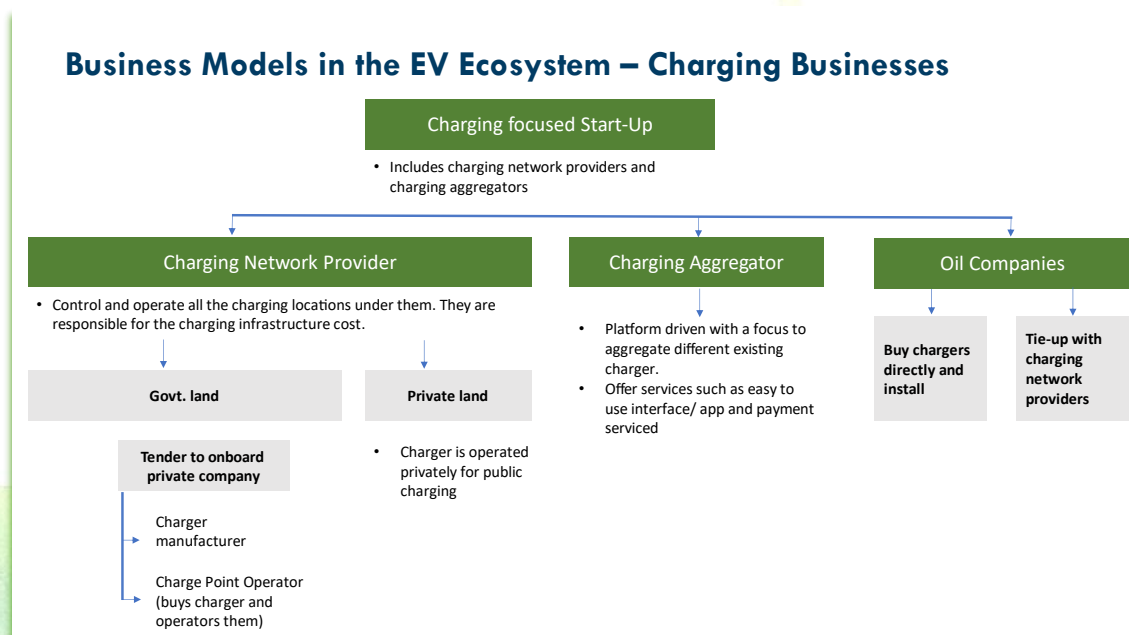 Business Models in the EV Ecosystem – Charging Businesses
Charging focused Start-Up
• Includes charging network providers and
charging aggregators
Charging Network Provider
• Control and operate all the charging locations under them. They are
responsible for the charging infrastructure cost.
Govt. land
Tender to onboard
private company
Charger
manufacturer
Charge Point Operator
(buys charger and
operators them)
Private land
• Charger is operated
privately for public
charging
Charging Aggregator
• Platform driven with a focus to
aggregate different existing
charger.
• Offer services such as easy to
use interface/ app and payment
serviced
Oil Companies
Buy chargers
directly and
install
Tie-up with
charging
network
providers